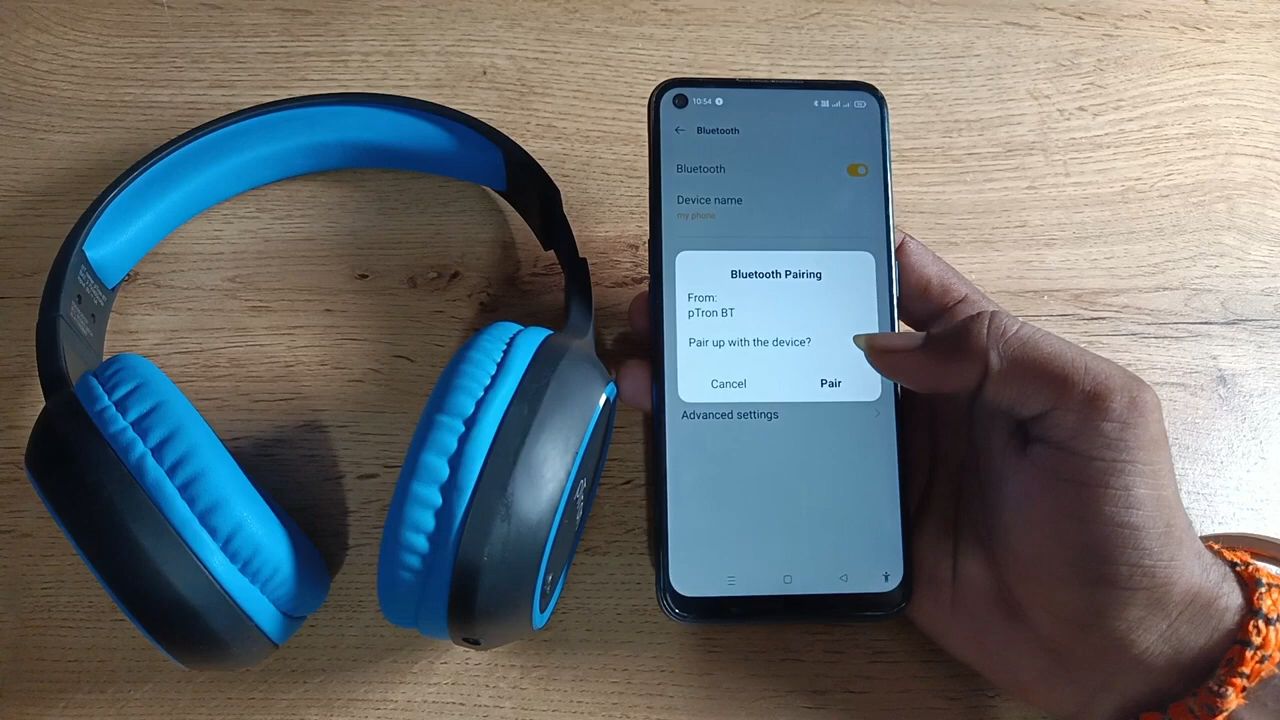 10:54
Bluetooth
Bluetooth
Device name
my phone
Bluetooth Pairing
From:
pTron BT
Pair up with the device?
Cancel
Pair
Advanced settings